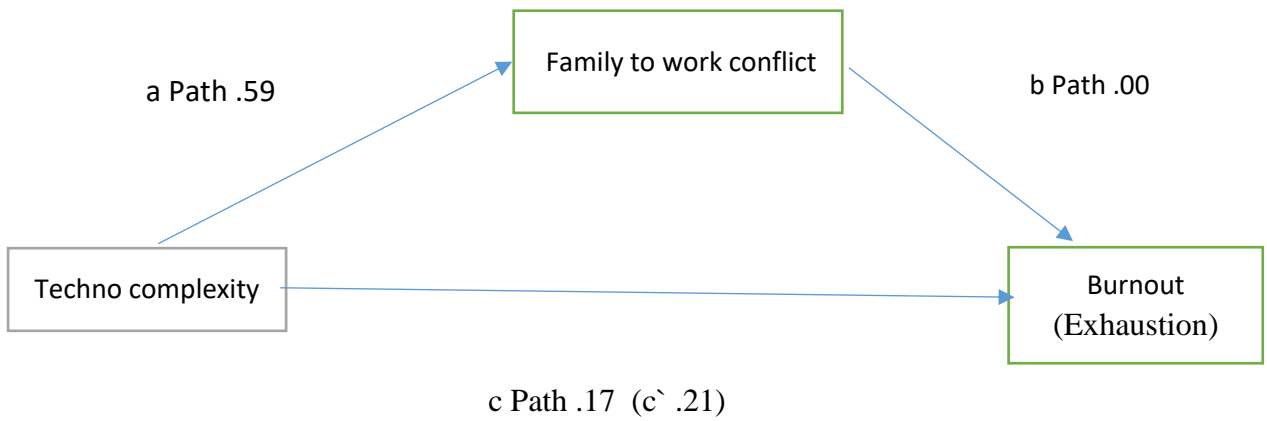 Family to work conflict
a Path .59
b Path .00
Techno complexity
Burnout
(Exhaustion)
c Path .17  (c` .21)